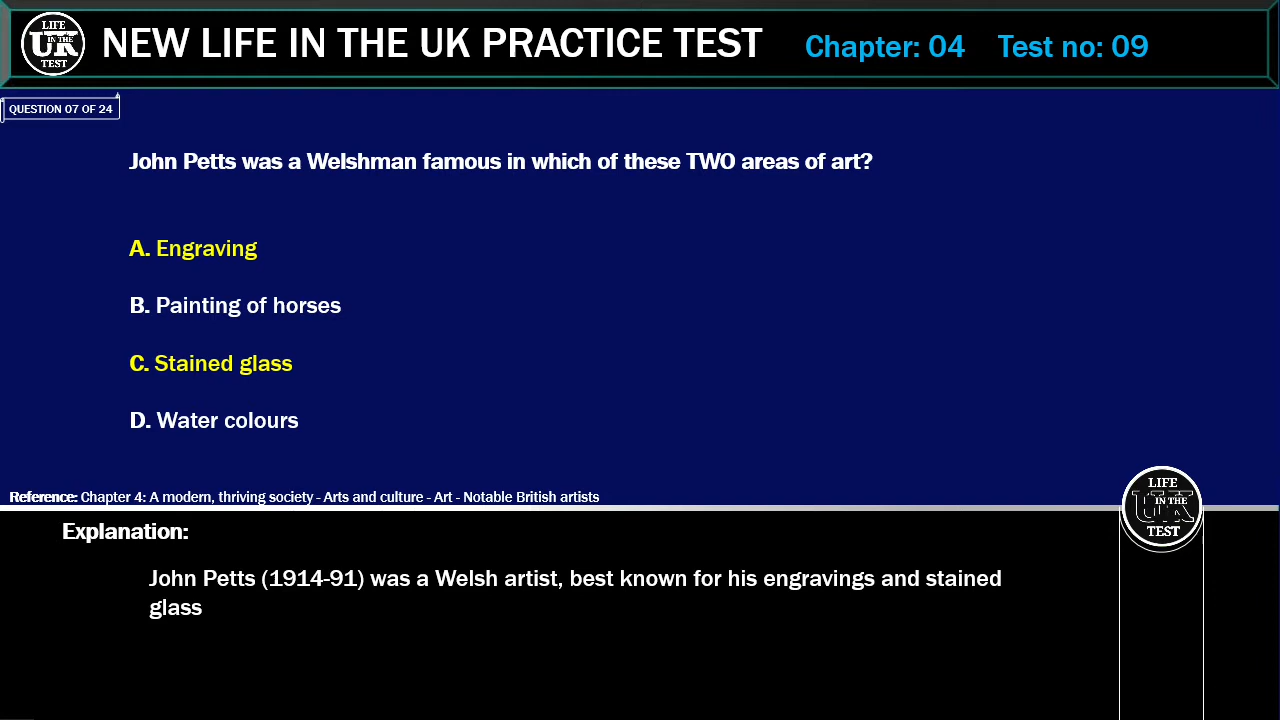 LIFE
UK
IN THE
TEST
NEW LIFE IN THE UK PRACTICE TEST
Chapter: 04
Test no: 09
QUESTION 07 OF 24
John Petts was a Welshman famous in which of these TWO areas of art?
A. Engraving
B. Painting of horses
C. Stained glass
D. Water colours
Reference: Chapter 4: A modern, thriving society - Arts and culture - Art - Notable British artists
LIFE
UK
IN THE
TEST
Explanation:
John Petts (1914-91) was a Welsh artist, best known for his engravings and stained
glass